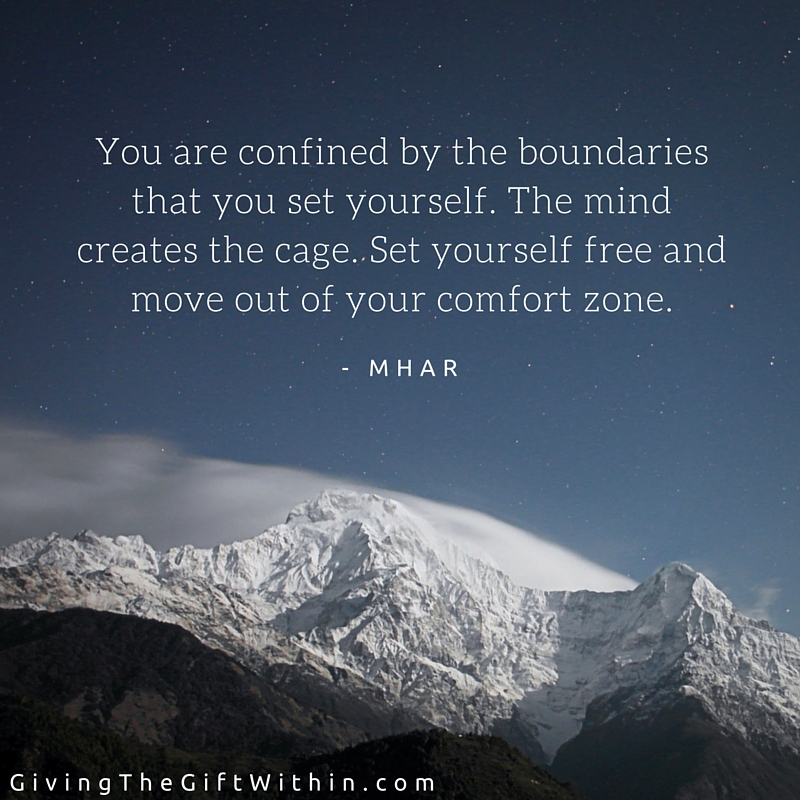 You are confined by the boundaries
that you set yourself. The mind
creates the cage. Set yourself free and
move out of your comfort zone.
- MHAR
GivingTheGiftWithin.com